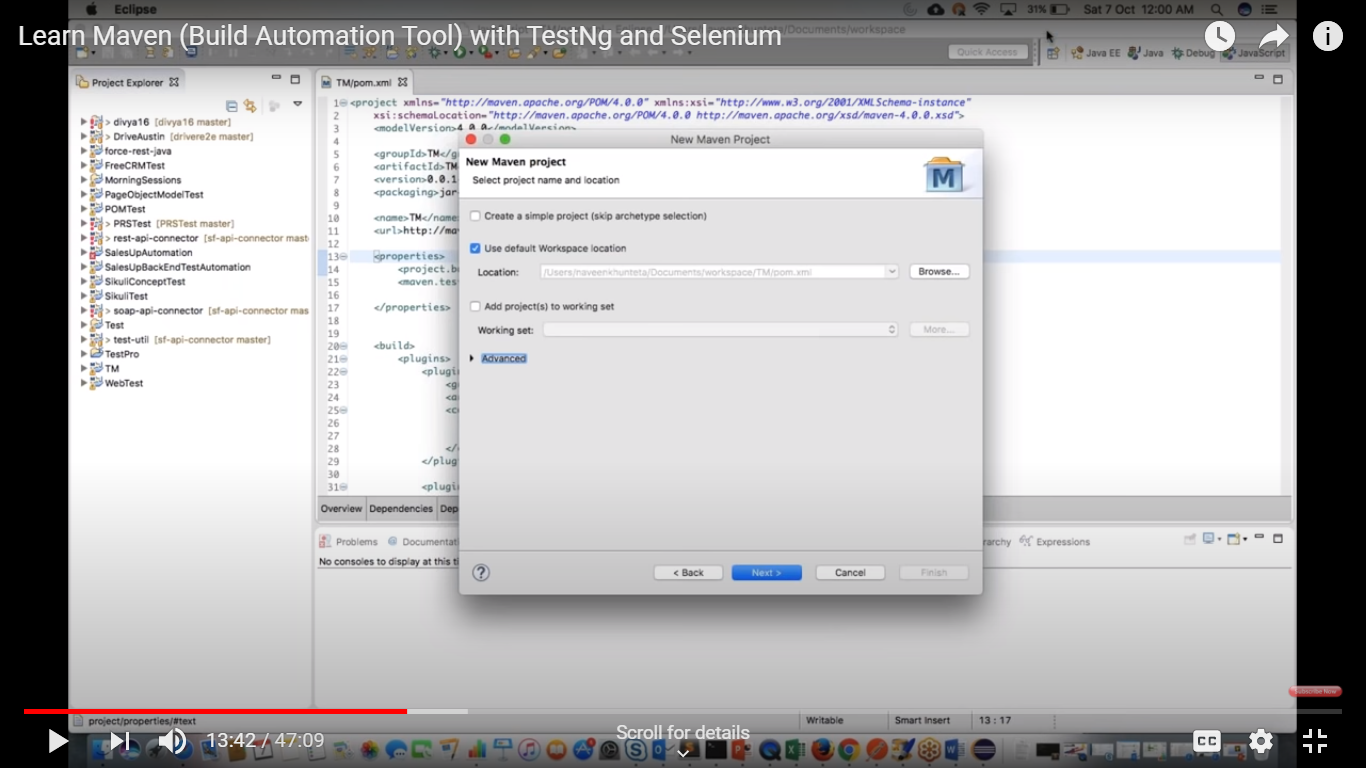 Eclipse
31%
Sat 7 Oct 12:00 AM
Learn Maven (Build Automation Tool) with TestNg and Selenium
/Documents/workspace
Quick Access
Java EE
Java
Debug
JavaScript
Project Explorer
> divya16 [divya16 master]
> DriveAustin [drivere2e master]
force-rest-java
FreeCRMTest
MorningSessions
PageObjectModelTest
POMTest
> PRSTest [PRSTest master]
> rest-api-connector [sf-api-connector mast
SalesUpAutomation
SalesUpBackEndTestAutomation
SikuliConceptTest
SikuliTest
> soap-api-connector [sf-api-connector mas
Test
> test-util [sf-api-connector master]
TestPro
TM
WebTest
TM/pom.xml
1 <project xmlns="http://maven.apache.org/POM/4.0.0" xmlns:xsi="http://www.w3.org/2001/XMLSchema-instance"
2 xsi:schemaLocation="http://maven.apache.org/POM/4.0.0 http://maven.apache.org/xsd/maven-4.0.0.xsd">
3 <modelVersion>4.0.0</modelVersion>
4
5 <groupId>TM</g
6 <artifactId>TM
7 <version>0.0.1
8 <packaging>jar
9
10 <name>TM</name
11 <url>http://ma
12
13 <properties>
14 <project.b
15 <maven.tes
16
17 </properties>
18
19
20 <build>
21 <plugins>
22 <plugi
23 <g
24 <a
25 <c
26
27
28 </
29 </plug
30
31 <plugi
Overview
Dependencies
Dep
New Maven Project
New Maven project
Select project name and location
M
Create a simple project (skip archetype selection)
Use default Workspace location
Location:
/Users/naveenkhunteta/Documents/workspace/TM/pom.xml
Browse...
Add project(s) to working set
Working set:
More...
Advanced
?
< Back
Next >
Cancel
Finish
Problems
Documentat
rarchy
Expressions
No consoles to display at this ti
Subscribe Now
project/properties/#text
Writable
Smart Insert
13 : 17
13:42 / 47:09
Scroll for details
CC